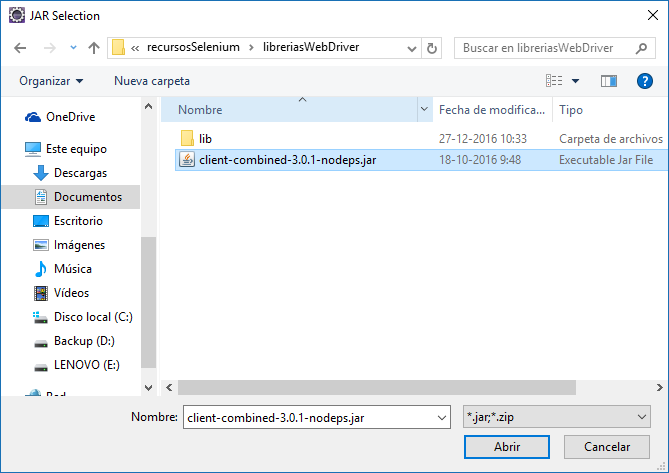 JAR Selection
« recursosSelenium > libreriasWebDriver
Buscar en libreriasWebDriver
Organizar
Nueva carpeta
?
Nombre Fecha de modifica... Tipo
OneDrive
Este equipo
Descargas
Documentos
Escritorio
Imágenes
Música
Vídeos
Disco local (C:)
Backup (D:)
LENOVO (E:)
Red
lib 27-12-2016 10:33 Carpeta de archivos
client-combined-3.0.1-nodeps.jar 18-10-2016 9:48 Executable Jar File
Nombre: client-combined-3.0.1-nodeps.jar *.jar;*.zip
Abrir Cancelar